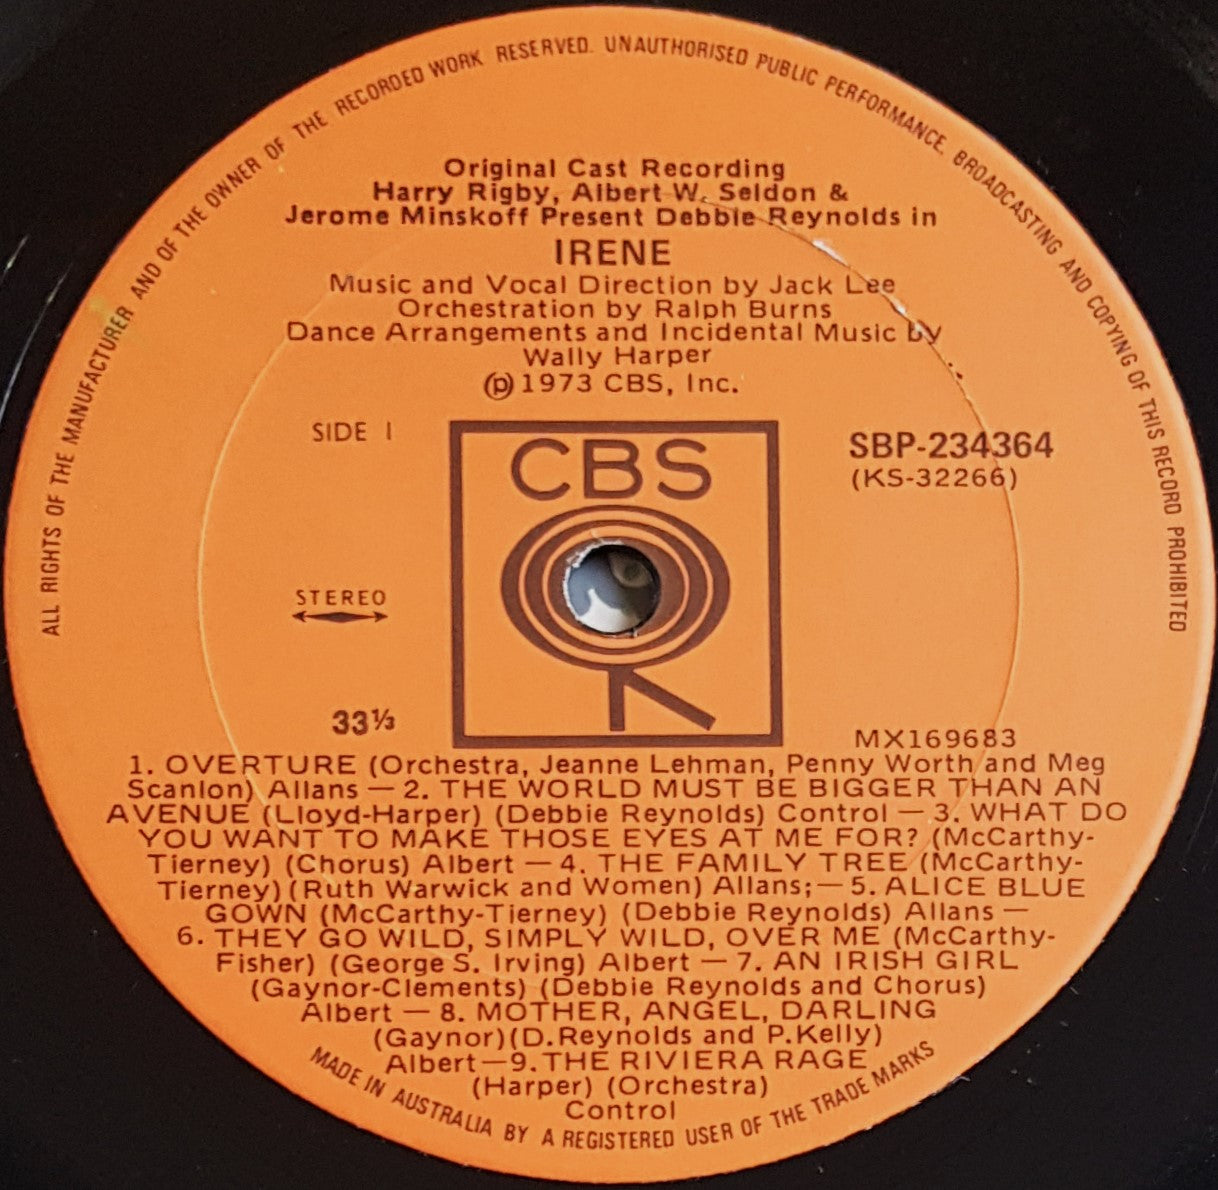 ALL RIGHTS OF THE MANUFACTURER AND OF THE OWNER OF THE RECORDED WORK RESERVED. UNAUTHORISED PUBLIC PERFORMANCE, BROADCASTING AND COPYING OF THIS RECORD PROHIBITED
Original Cast Recording
Harry Rigby, Albert W. Seldon &
Jerome Minskoff Present Debbie Reynolds in
IRENE
Music and Vocal Direction by Jack Lee
Orchestration by Ralph Burns
Dance Arrangements and Incidental Music by
Wally Harper
℗ 1973 CBS, Inc.
SIDE 1
CBS
SBP-234364
(KS-32266)
STEREO
33⅓
MX169683
1. OVERTURE (Orchestra, Jeanne Lehman, Penny Worth and Meg
Scanlon) Allans — 2. THE WORLD MUST BE BIGGER THAN AN
AVENUE (Lloyd-Harper) (Debbie Reynolds) Control — 3. WHAT DO
YOU WANT TO MAKE THOSE EYES AT ME FOR? (McCarthy-
Tierney) (Chorus) Albert — 4. THE FAMILY TREE (McCarthy-
Tierney) (Ruth Warwick and Women) Allans;— 5. ALICE BLUE
GOWN (McCarthy-Tierney) (Debbie Reynolds) Allans —
6. THEY GO WILD, SIMPLY WILD, OVER ME (McCarthy-
Fisher) (George S. Irving) Albert — 7. AN IRISH GIRL
(Gaynor-Clements) (Debbie Reynolds and Chorus)
Albert — 8. MOTHER, ANGEL, DARLING
(Gaynor)(D.Reynolds and P.Kelly)
Albert—9. THE RIVIERA RAGE
(Harper) (Orchestra)
Control
MADE IN AUSTRALIA BY A REGISTERED USER OF THE TRADE MARKS